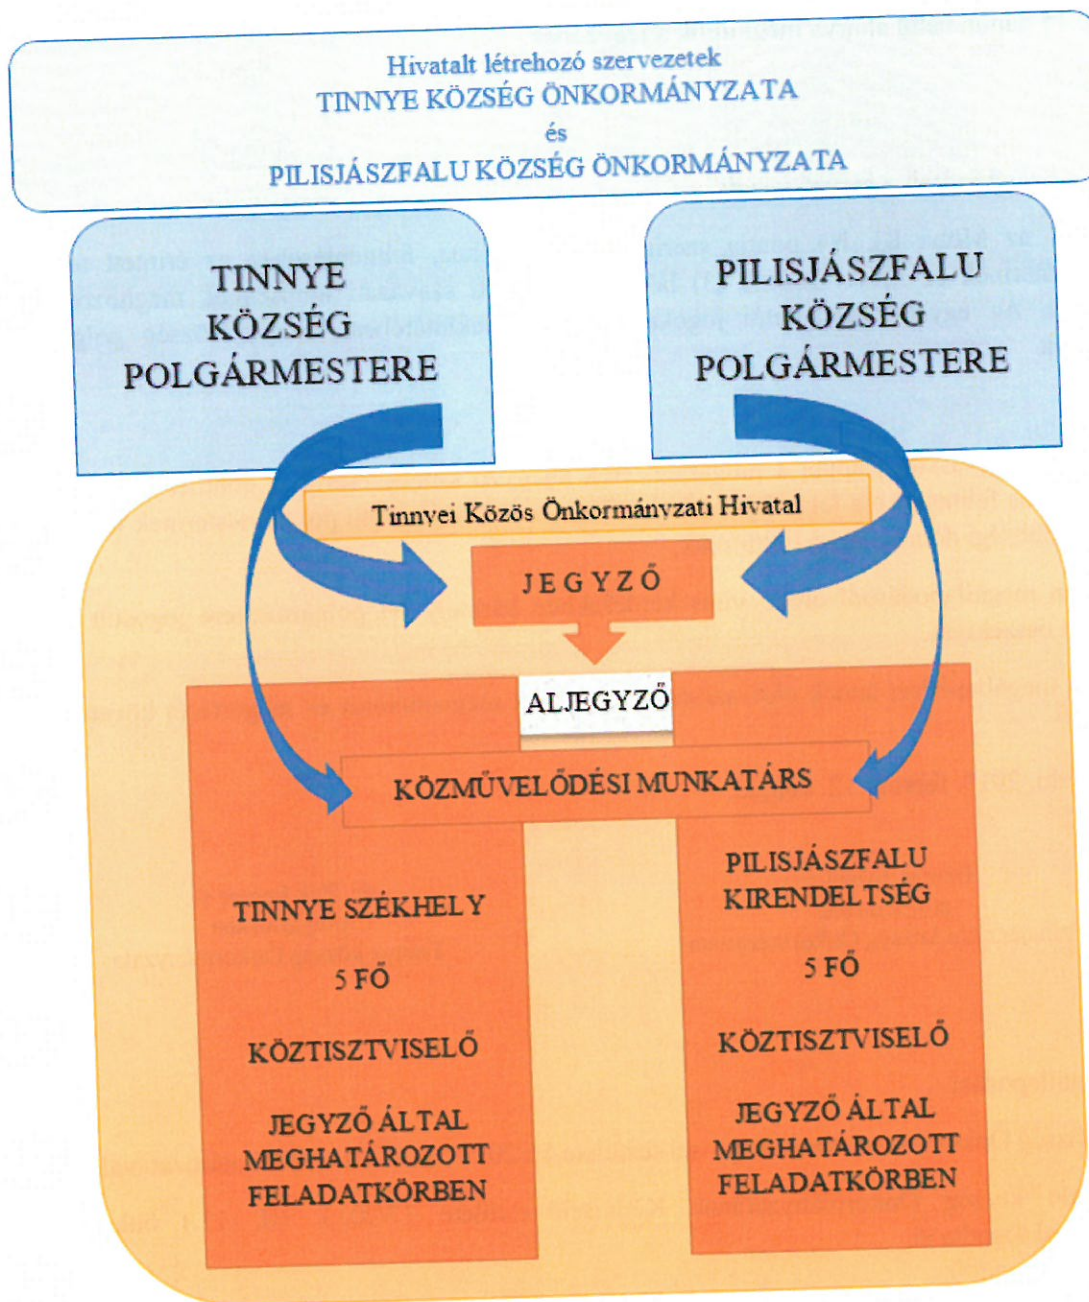 Hivatalt létrehozó szervezetek
TINNYE KÖZSÉG ÖNKORMÁNYZATA
és
PILISJÁSZFALU KÖZSÉG ÖNKORMÁNYZATA
TINNYE
KÖZSÉG
POLGÁRMESTERE
PILISJÁSZFALU
KÖZSÉG
POLGÁRMESTERE
Tinnyei Közös Önkormányzati Hivatal
J E G Y Z Ő
ALJEGYZŐ
KÖZMŰVELŐDÉSI MUNKATÁRS
TINNYE SZÉKHELY
5 FŐ
KÖZTISZTVISELŐ
JEGYZŐ ÁLTAL
MEGHATÁROZOTT
FELADATKÖRBEN
PILISJÁSZFALU
KIRENDELTSÉG
5 FŐ
KÖZTISZTVISELŐ
JEGYZŐ ÁLTAL
MEGHATÁROZOTT
FELADATKÖRBEN